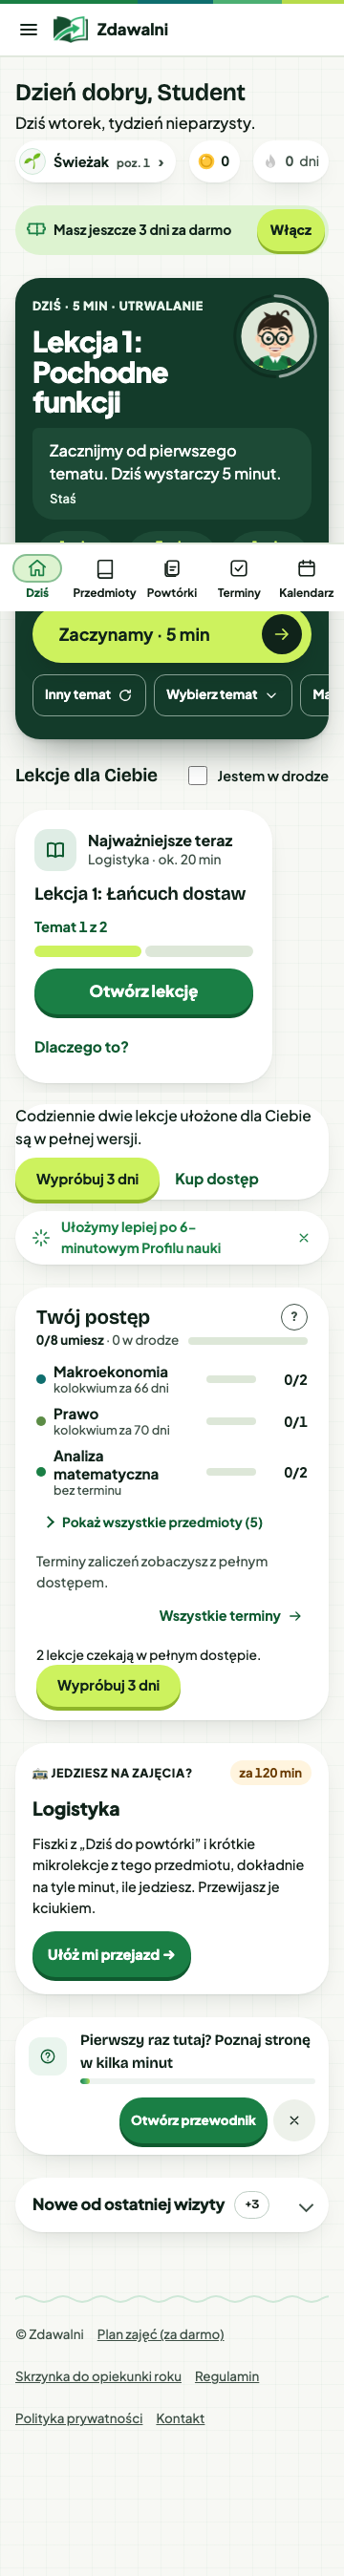 Zdawalni
Dzień dobry, Student
Dziś wtorek, tydzień nieparzysty.
Świeżak poz. 1 › 0 0 dni
Masz jeszcze 3 dni za darmo Włącz
DZIŚ · 5 MIN · UTRWALANIE
Lekcja 1:
Pochodne
funkcji
Zacznijmy od pierwszego
tematu. Dziś wystarczy 5 minut.
Staś
Dziś Przedmioty Powtórki Terminy Kalendarz
Zaczynamy · 5 min
Inny temat Wybierz temat
Lekcje dla Ciebie Jestem w drodze
Najważniejsze teraz
Logistyka · ok. 20 min
Lekcja 1: Łańcuch dostaw
Temat 1 z 2
Otwórz lekcję
Dlaczego to?
Codziennie dwie lekcje ułożone dla Ciebie
są w pełnej wersji.
Wypróbuj 3 dni Kup dostęp
Ułożymy lepiej po 6-
minutowym Profilu nauki
Twój postęp ?
0/8 umiesz · 0 w drodze
Makroekonomia 0/2
kolokwium za 66 dni
Prawo 0/1
kolokwium za 70 dni
Analiza
matematyczna 0/2
bez terminu
Pokaż wszystkie przedmioty (5)
Terminy zaliczeń zobaczysz z pełnym
dostępem.
Wszystkie terminy →
2 lekcje czekają w pełnym dostępie.
Wypróbuj 3 dni
JEDZIESZ NA ZAJĘCIA? za 120 min
Logistyka
Fiszki z „Dziś do powtórki” i krótkie
mikrolekcje z tego przedmiotu, dokładnie
na tyle minut, ile jedziesz. Przewijasz je
kciukiem.
Ułóż mi przejazd →
Pierwszy raz tutaj? Poznaj stronę
w kilka minut
Otwórz przewodnik
Nowe od ostatniej wizyty +3
© Zdawalni Plan zajęć (za darmo)
Skrzynka do opiekunki roku Regulamin
Polityka prywatności Kontakt